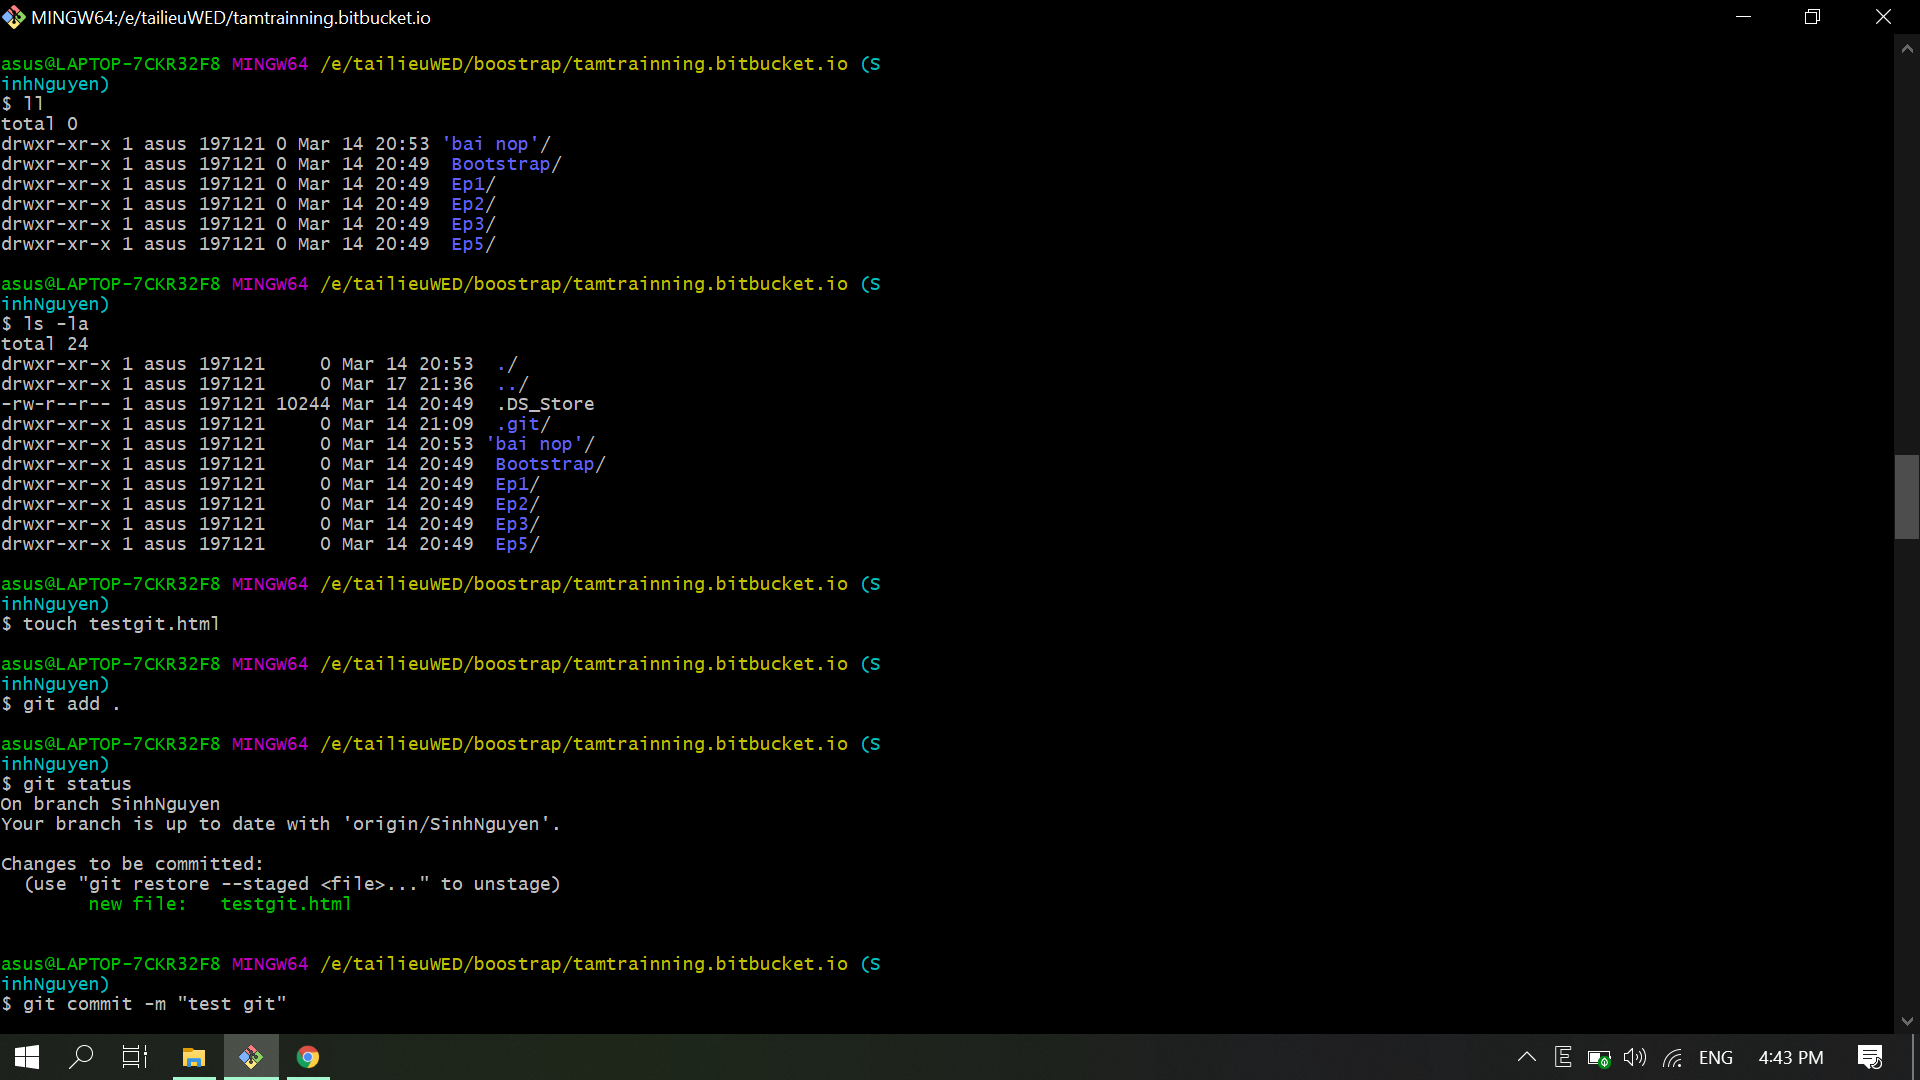 MINGW64:/e/tailieuWED/tamtrainning.bitbucket.io
asus@LAPTOP-7CKR32F8 MINGW64 /e/tailieuWED/boostrap/tamtrainning.bitbucket.io (S
inhNguyen)
$ ll
total 0
drwxr-xr-x 1 asus 197121 0 Mar 14 20:53 'bai nop'/
drwxr-xr-x 1 asus 197121 0 Mar 14 20:49  Bootstrap/
drwxr-xr-x 1 asus 197121 0 Mar 14 20:49  Ep1/
drwxr-xr-x 1 asus 197121 0 Mar 14 20:49  Ep2/
drwxr-xr-x 1 asus 197121 0 Mar 14 20:49  Ep3/
drwxr-xr-x 1 asus 197121 0 Mar 14 20:49  Ep5/
asus@LAPTOP-7CKR32F8 MINGW64 /e/tailieuWED/boostrap/tamtrainning.bitbucket.io (S
inhNguyen)
$ ls -la
total 24
drwxr-xr-x 1 asus 197121     0 Mar 14 20:53  ./
drwxr-xr-x 1 asus 197121     0 Mar 17 21:36  ../
-rw-r--r-- 1 asus 197121 10244 Mar 14 20:49  .DS_Store
drwxr-xr-x 1 asus 197121     0 Mar 14 21:09  .git/
drwxr-xr-x 1 asus 197121     0 Mar 14 20:53 'bai nop'/
drwxr-xr-x 1 asus 197121     0 Mar 14 20:49  Bootstrap/
drwxr-xr-x 1 asus 197121     0 Mar 14 20:49  Ep1/
drwxr-xr-x 1 asus 197121     0 Mar 14 20:49  Ep2/
drwxr-xr-x 1 asus 197121     0 Mar 14 20:49  Ep3/
drwxr-xr-x 1 asus 197121     0 Mar 14 20:49  Ep5/
asus@LAPTOP-7CKR32F8 MINGW64 /e/tailieuWED/boostrap/tamtrainning.bitbucket.io (S
inhNguyen)
$ touch testgit.html
asus@LAPTOP-7CKR32F8 MINGW64 /e/tailieuWED/boostrap/tamtrainning.bitbucket.io (S
inhNguyen)
$ git add .
asus@LAPTOP-7CKR32F8 MINGW64 /e/tailieuWED/boostrap/tamtrainning.bitbucket.io (S
inhNguyen)
$ git status
On branch SinhNguyen
Your branch is up to date with 'origin/SinhNguyen'.
Changes to be committed:
  (use "git restore --staged <file>..." to unstage)
        new file:   testgit.html
asus@LAPTOP-7CKR32F8 MINGW64 /e/tailieuWED/boostrap/tamtrainning.bitbucket.io (S
inhNguyen)
$ git commit -m "test git"
E ENG 4:43 PM